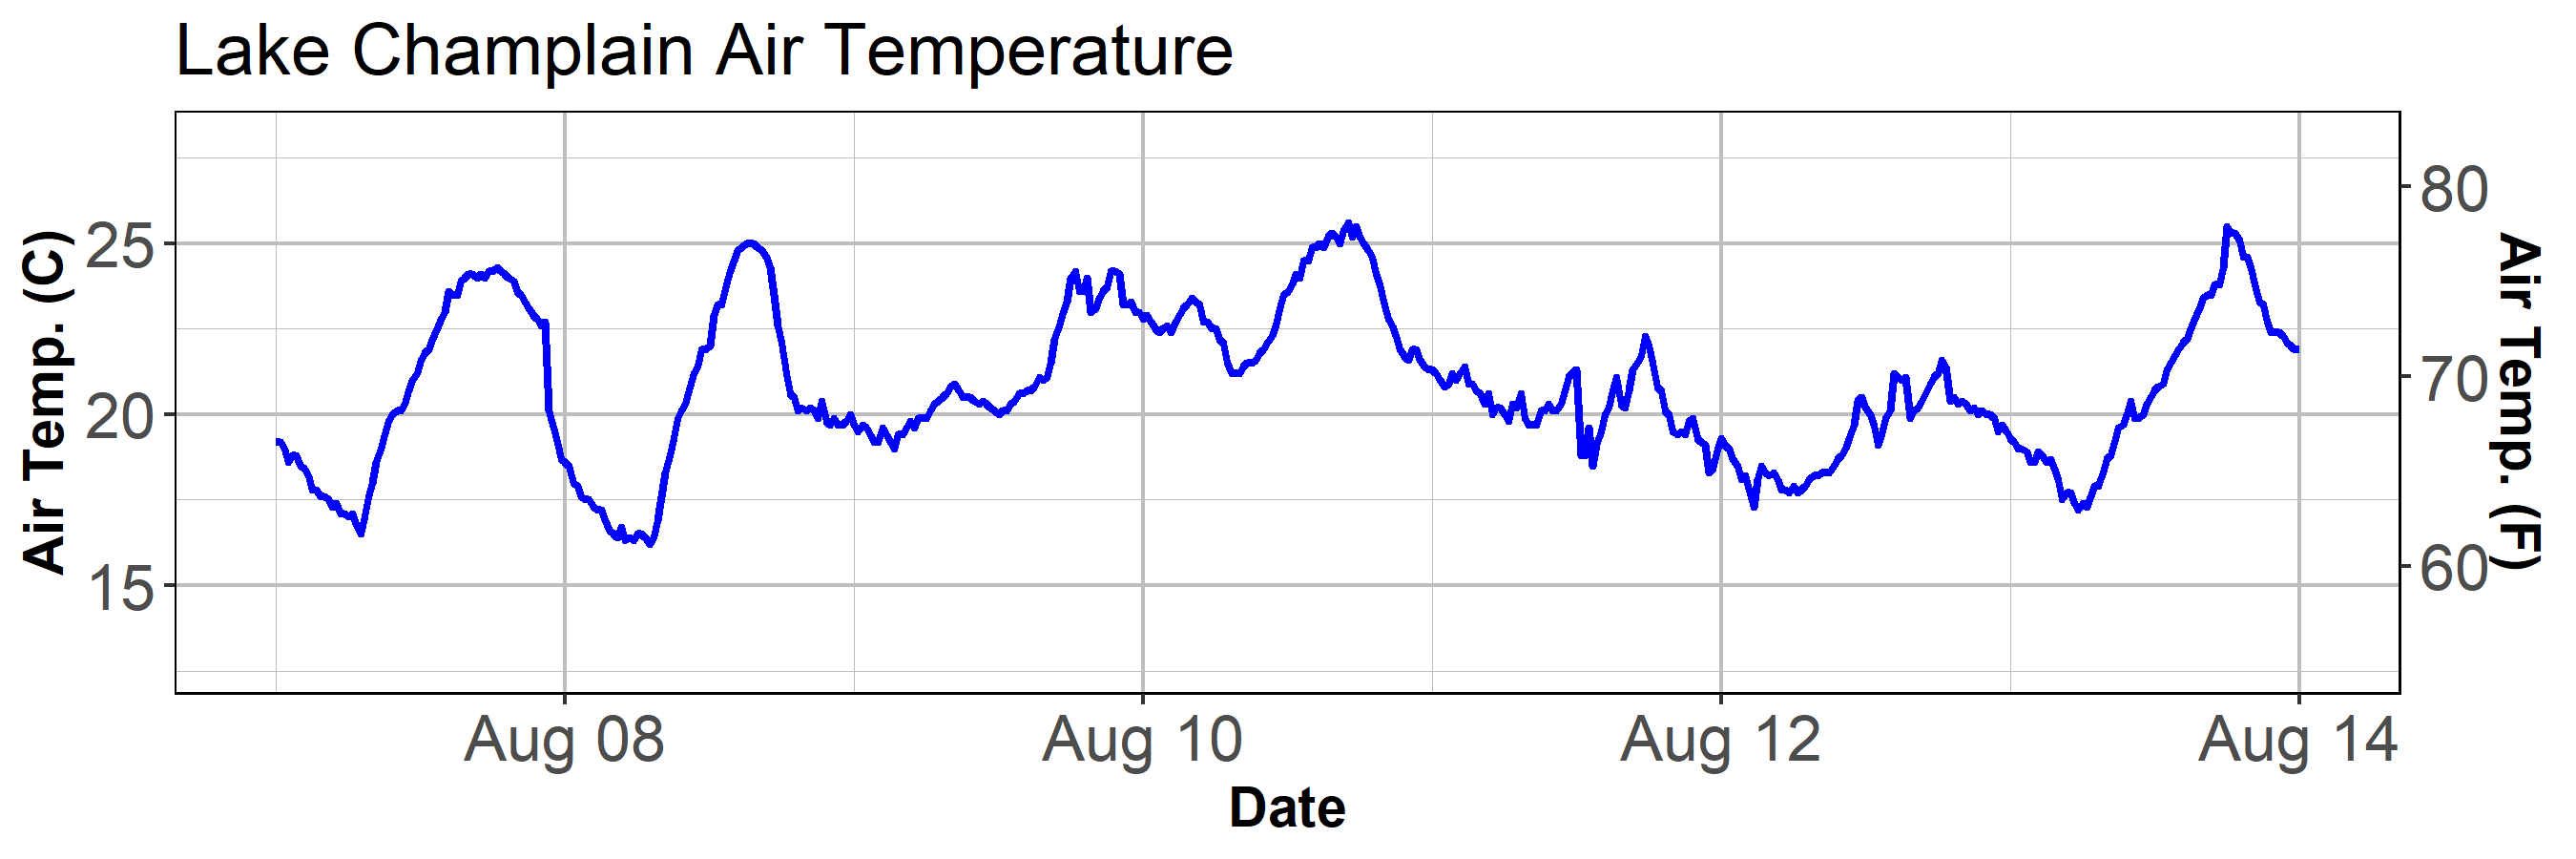 Lake Champlain Air Temperature
Air Temp. (C)
25
20
15
80
70
60
Air Temp. (F)
Aug 08
Aug 10
Aug 12
Aug 14
Date